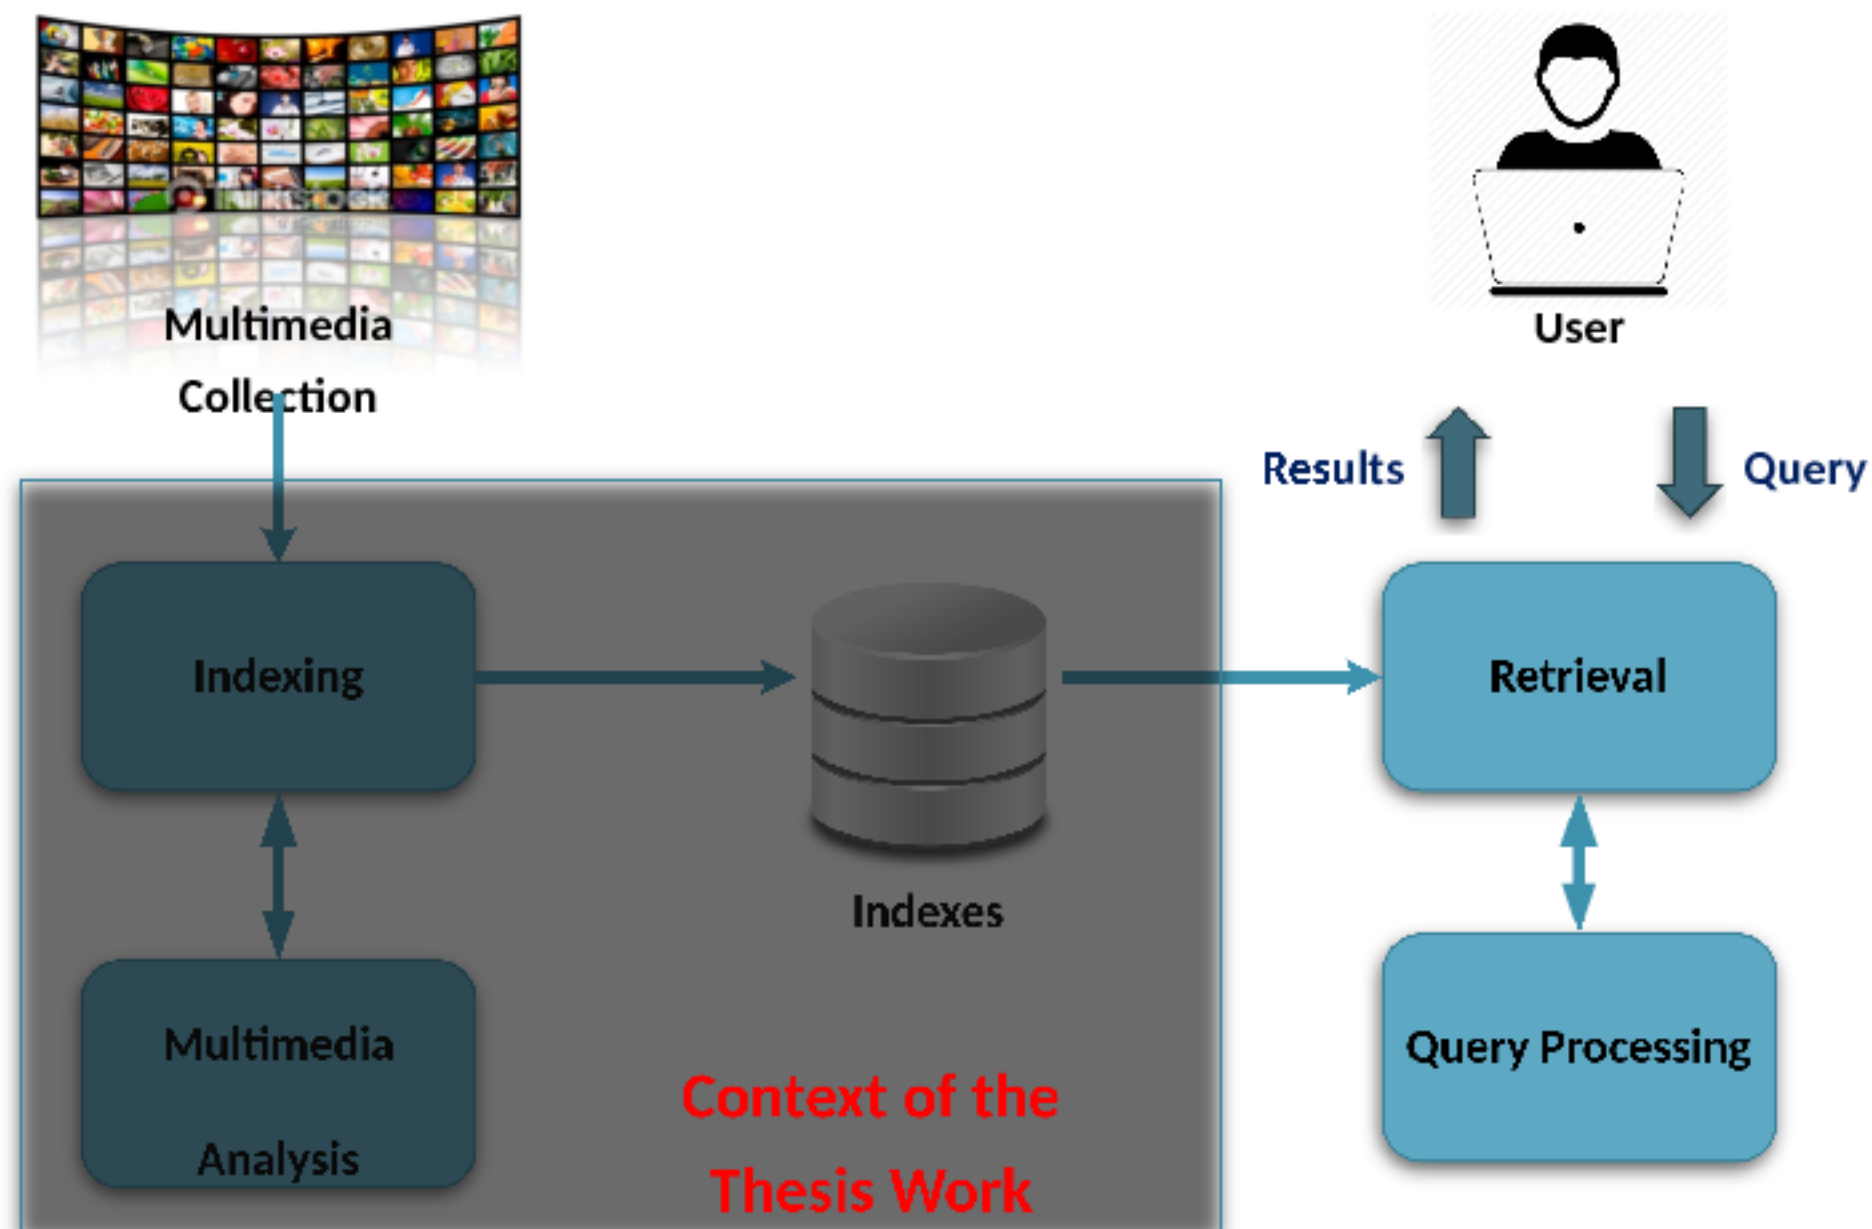 Multimedia
Collection
User
Results
Query
Indexing
Indexes
Retrieval
Multimedia
Analysis
Query Processing
Context of the
Thesis Work